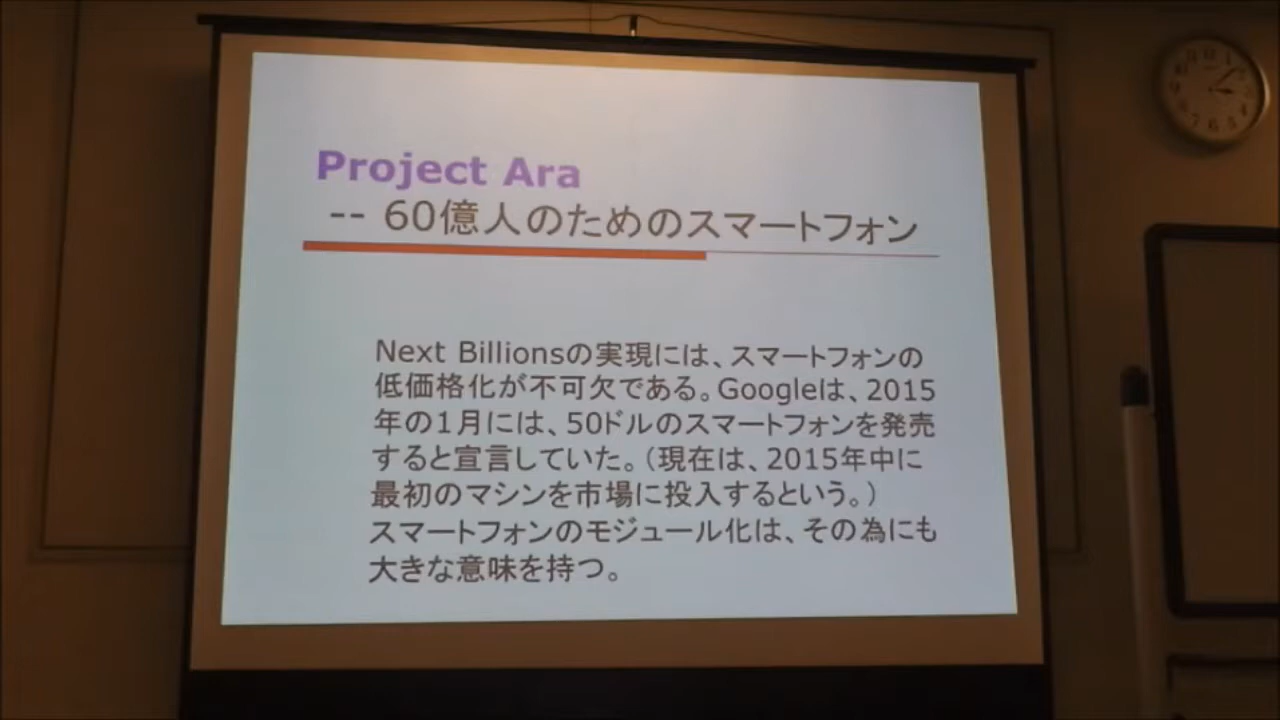 Project Ara
-- 60億人のためのスマートフォン
Next Billionsの実現には、スマートフォンの
低価格化が不可欠である。Googleは、2015
年の1月には、50ドルのスマートフォンを発売
すると宣言していた。（現在は、2015年中に
最初のマシンを市場に投入するという。）
スマートフォンのモジュール化は、その為にも
大きな意味を持つ。